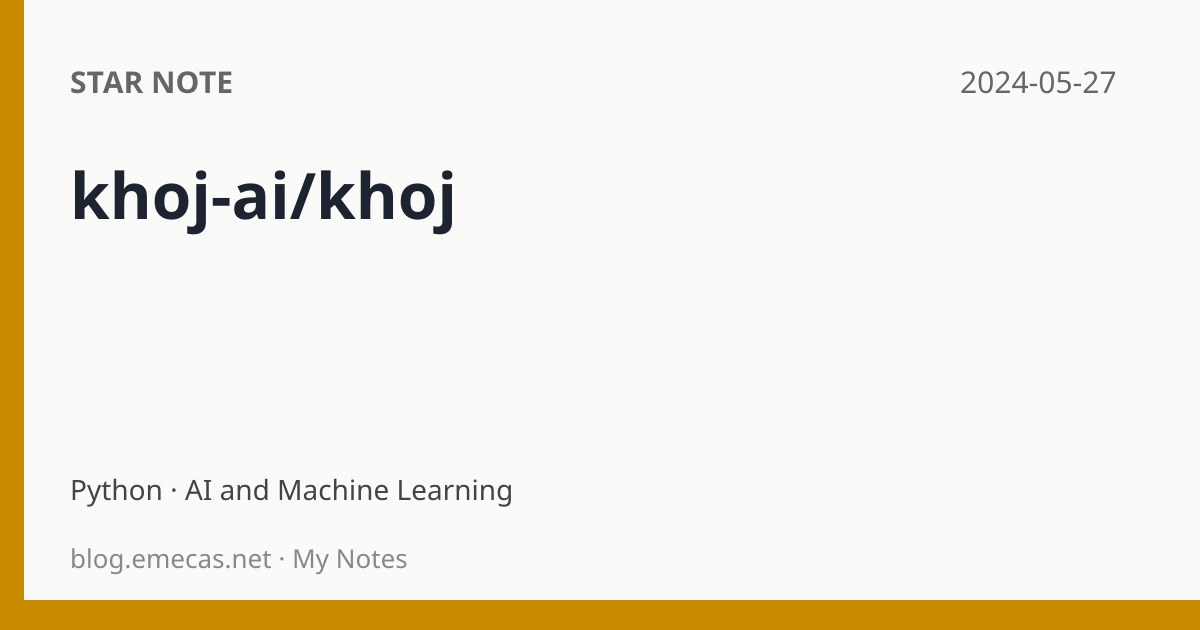 STAR NOTE
2024-05-27
khoj-ai/khoj
Python · AI and Machine Learning
blog.emecas.net · My Notes